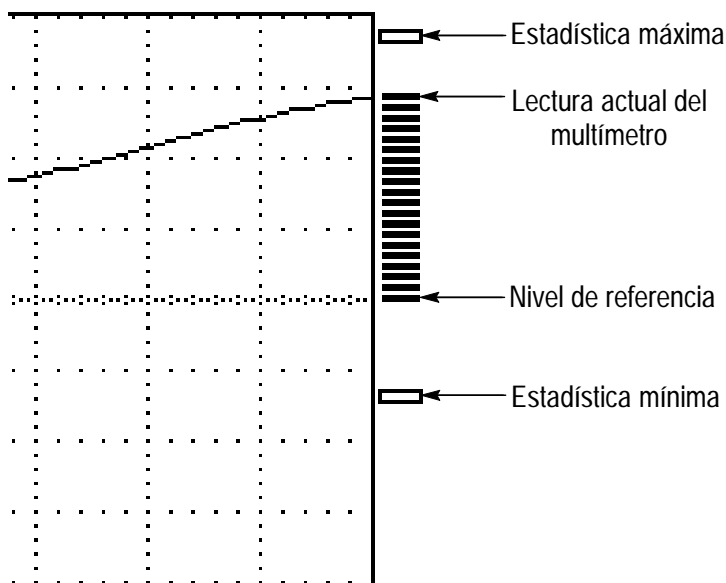 Estadística máxima
Lectura actual del
multímetro
Nivel de referencia
Estadística mínima